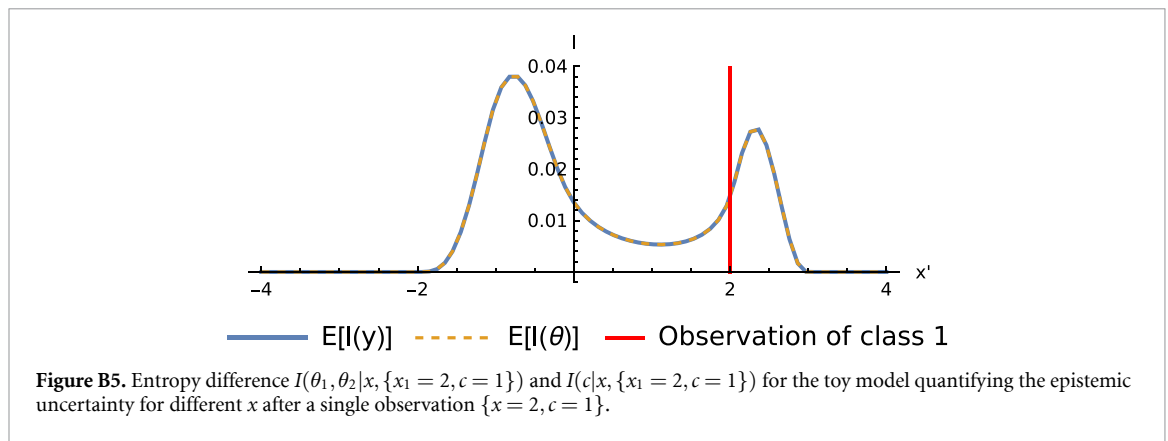 0.04
0.03
0.02
0.01
−4
−2
2
4
x'
E[I(y)]
E[I(θ)]
Observation of class 1
Figure B5. Entropy difference I(θ₁,θ₂|x,{x₁ = 2,c = 1}) and I(c|x,{x₁ = 2,c = 1}) for the toy model quantifying the epistemic
uncertainty for different x after a single observation {x = 2,c = 1}.